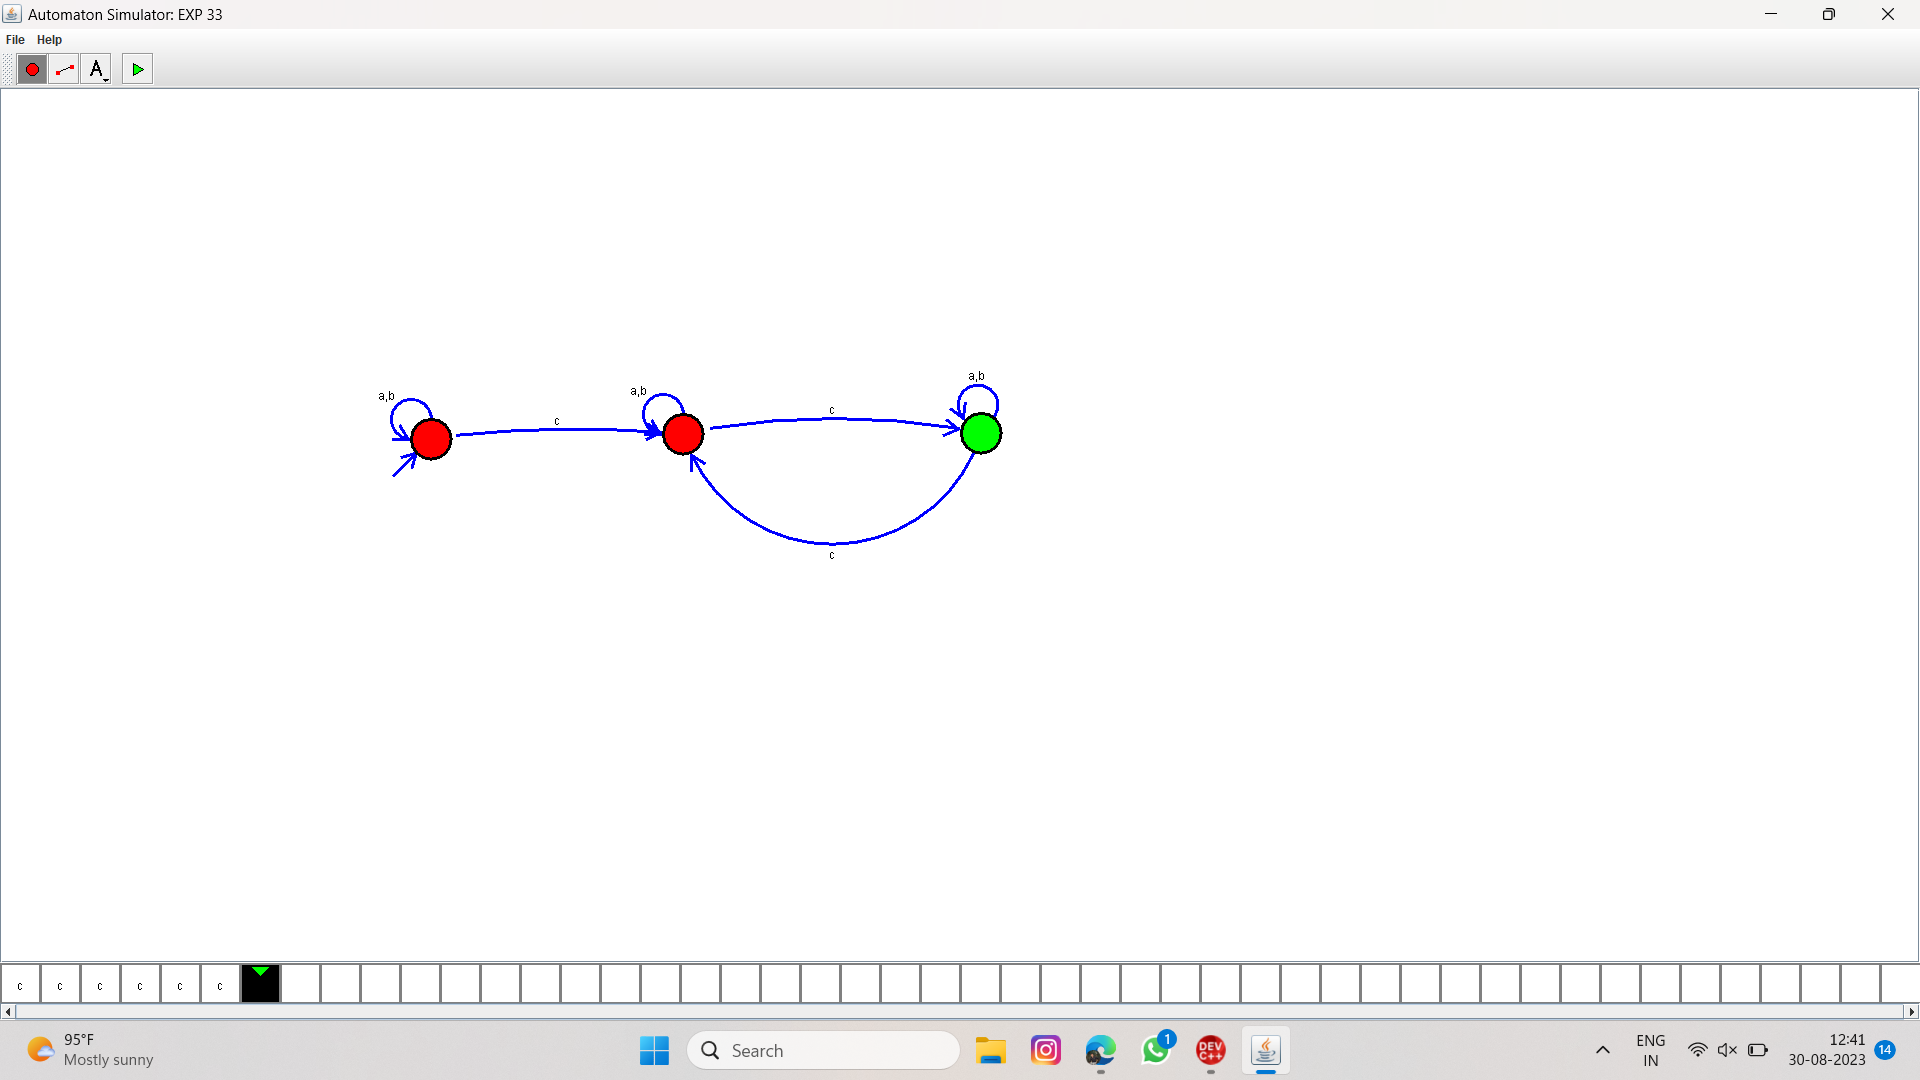 Automaton Simulator: EXP 33
File Help
A
a,b
c
a,b
c
a,b
c
c c c c c c
95°F
Mostly sunny
Search
1
DEV
C++
ENG
IN
12:41
30-08-2023
14